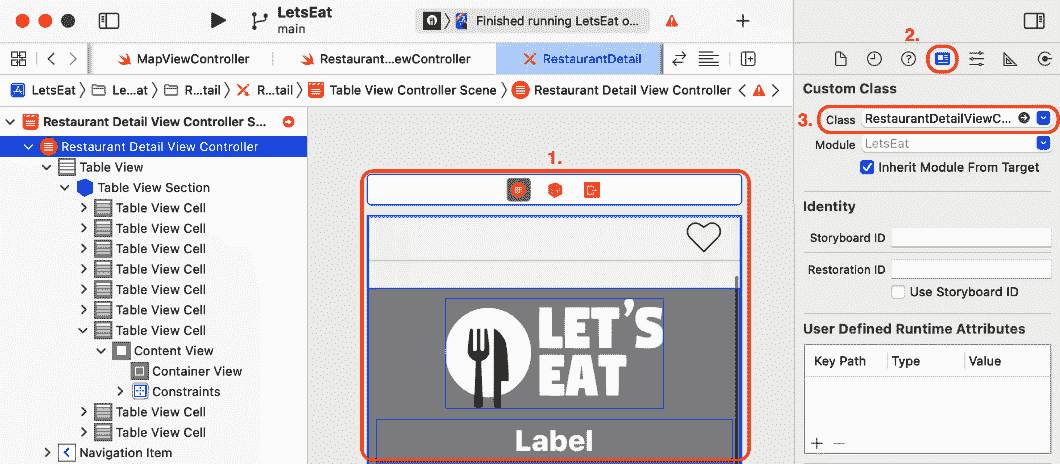 LetsEat
main
Finished running LetsEat o...
2.
MapViewController
Restaurant...ewController
RestaurantDetail
LetsEat
Le...at
R...tail
R...tail
Table View Controller Scene
Restaurant Detail View Controller
Custom Class
3.
Class
RestaurantDetailViewC...
Module
LetsEat
Inherit Module From Target
Restaurant Detail View Controller S...
Restaurant Detail View Controller
Table View
Table View Section
Table View Cell
Table View Cell
Table View Cell
Table View Cell
Table View Cell
Table View Cell
Table View Cell
Content View
Container View
Constraints
Table View Cell
Table View Cell
Navigation Item
1.
LET'S
EAT
Label
Identity
Storyboard ID
Restoration ID
Use Storyboard ID
User Defined Runtime Attributes
Key Path
Type
Value